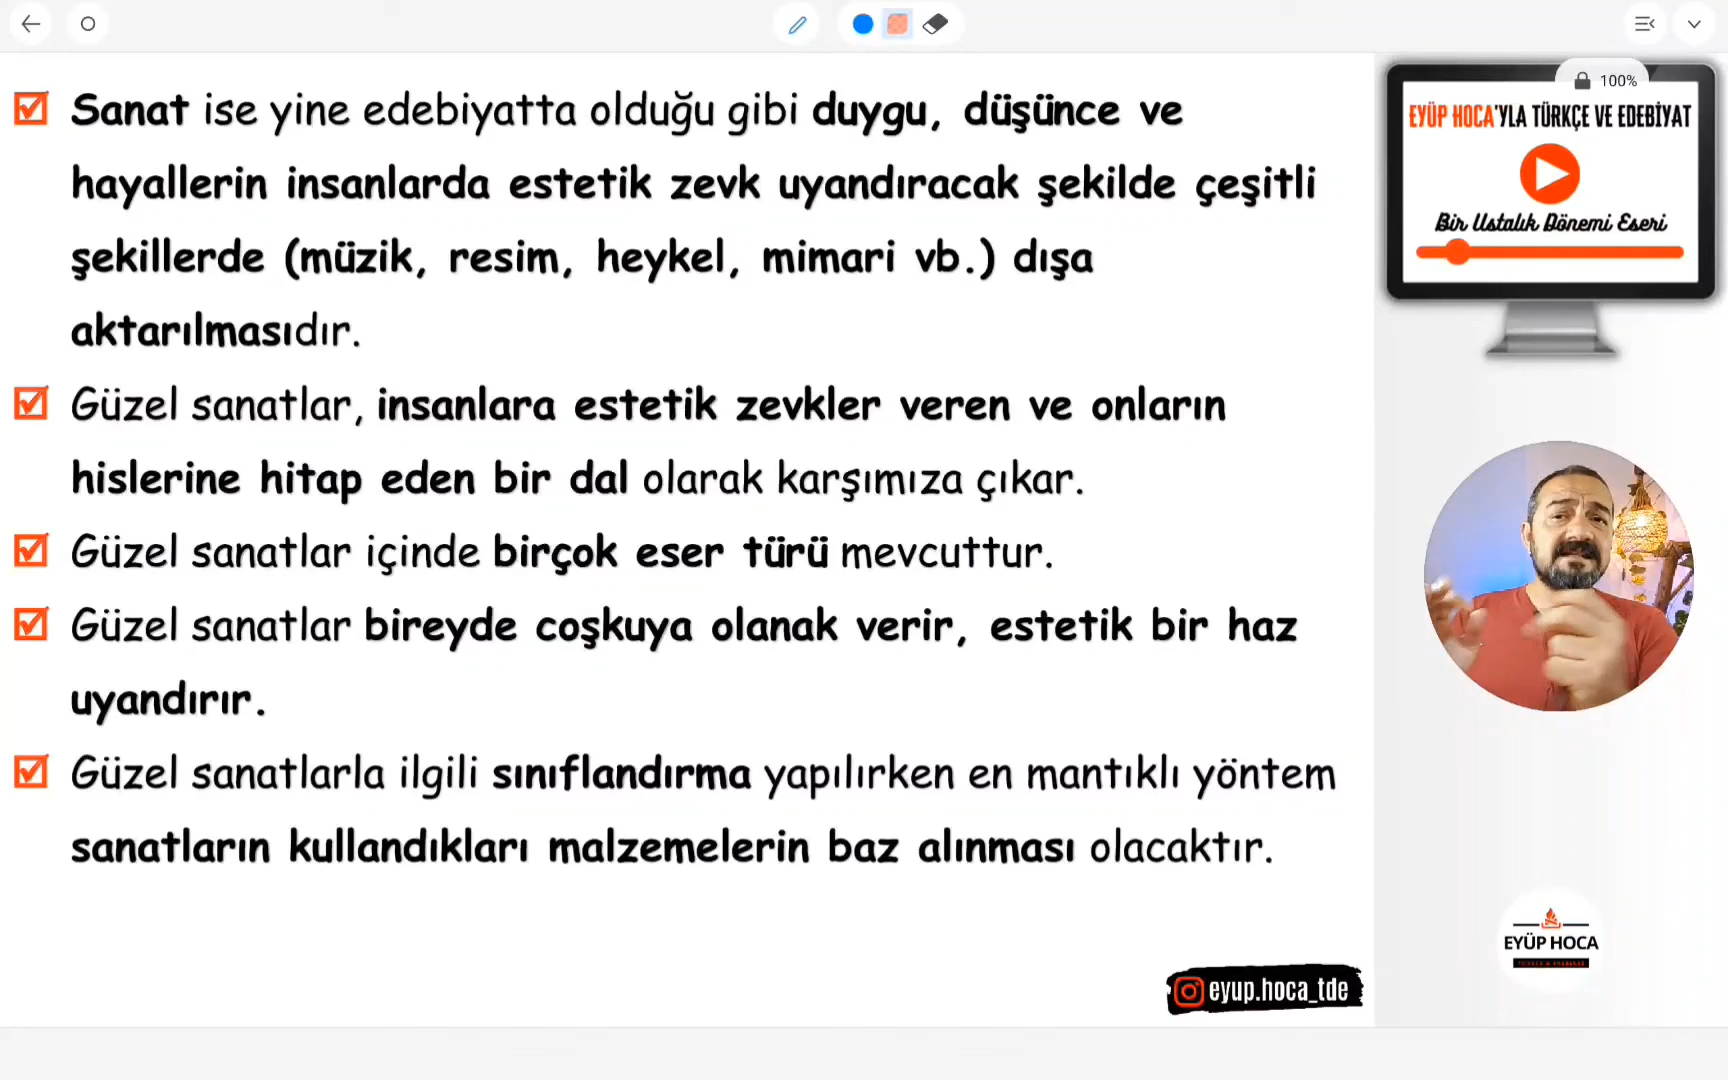 100%
EYÜP HOCA'YLA TÜRKÇE VE EDEBİYAT
Bir Ustalık Dönemi Eseri
Sanat ise yine edebiyatta olduğu gibi duygu, düşünce ve
hayallerin insanlarda estetik zevk uyandıracak şekilde çeşitli
şekillerde (müzik, resim, heykel, mimari vb.) dışa
aktarılmasıdır.
Güzel sanatlar, insanlara estetik zevkler veren ve onların
hislerine hitap eden bir dal olarak karşımıza çıkar.
Güzel sanatlar içinde birçok eser türü mevcuttur.
Güzel sanatlar bireyde coşkuya olanak verir, estetik bir haz
uyandırır.
Güzel sanatlarla ilgili sınıflandırma yapılırken en mantıklı yöntem
sanatların kullandıkları malzemelerin baz alınması olacaktır.
EYÜP HOCA
eyup.hoca_tde